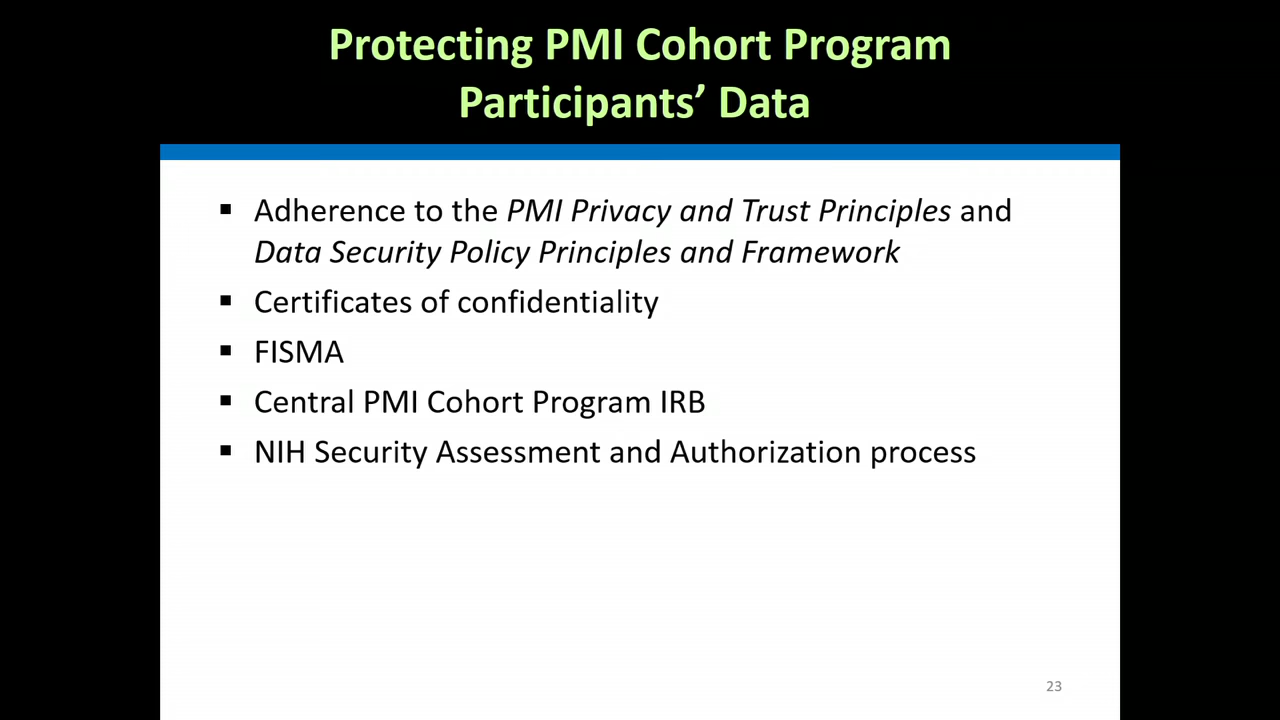 Protecting PMI Cohort Program
Participants’ Data
▪ Adherence to the PMI Privacy and Trust Principles and
Data Security Policy Principles and Framework
▪ Certificates of confidentiality
▪ FISMA
▪ Central PMI Cohort Program IRB
▪ NIH Security Assessment and Authorization process
23